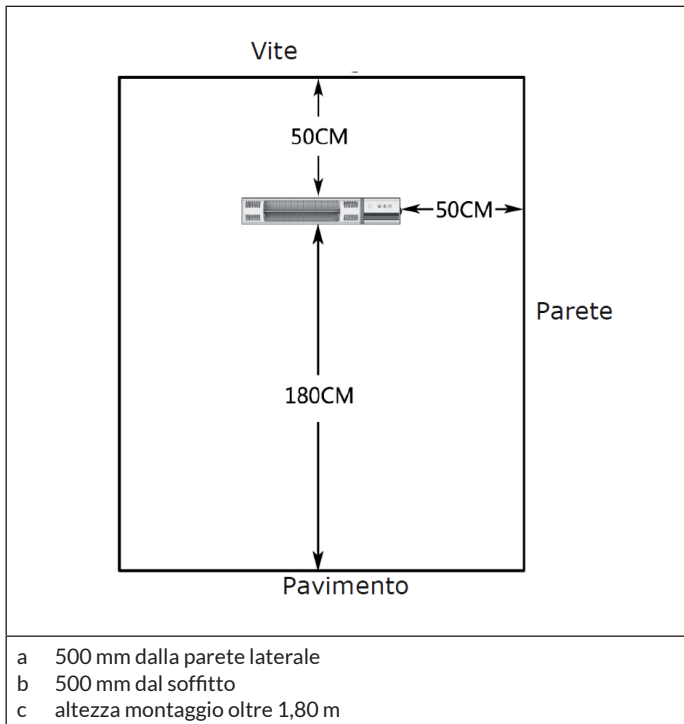 Vite
50CM
50CM
Parete
180CM
Pavimento
a 500 mm dalla parete laterale
b 500 mm dal soffitto
c altezza montaggio oltre 1,80 m